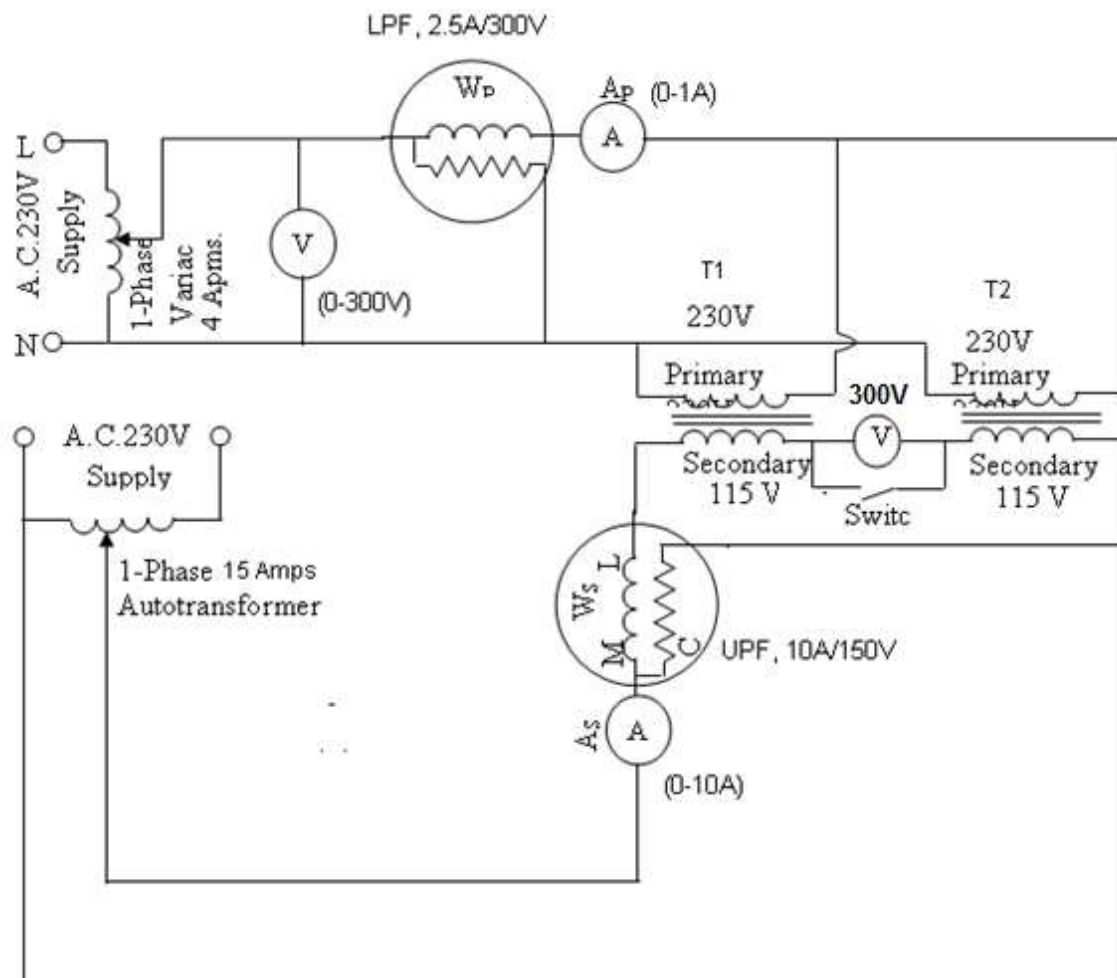 LPF, 2.5A/300V
WP
AP (0-1A)
A
L
A.C.230V
Supply
N
1-Phase
Variac
4 Apms.
V
(0-300V)
T1
230V
Primary
T2
230V
Primary
300V
V
Secondary
115 V
Switc
Secondary
115 V
A.C.230V
Supply
1-Phase 15 Amps
Autotransformer
L
WS
M
C
UPF, 10A/150V
AS
A
(0-10A)